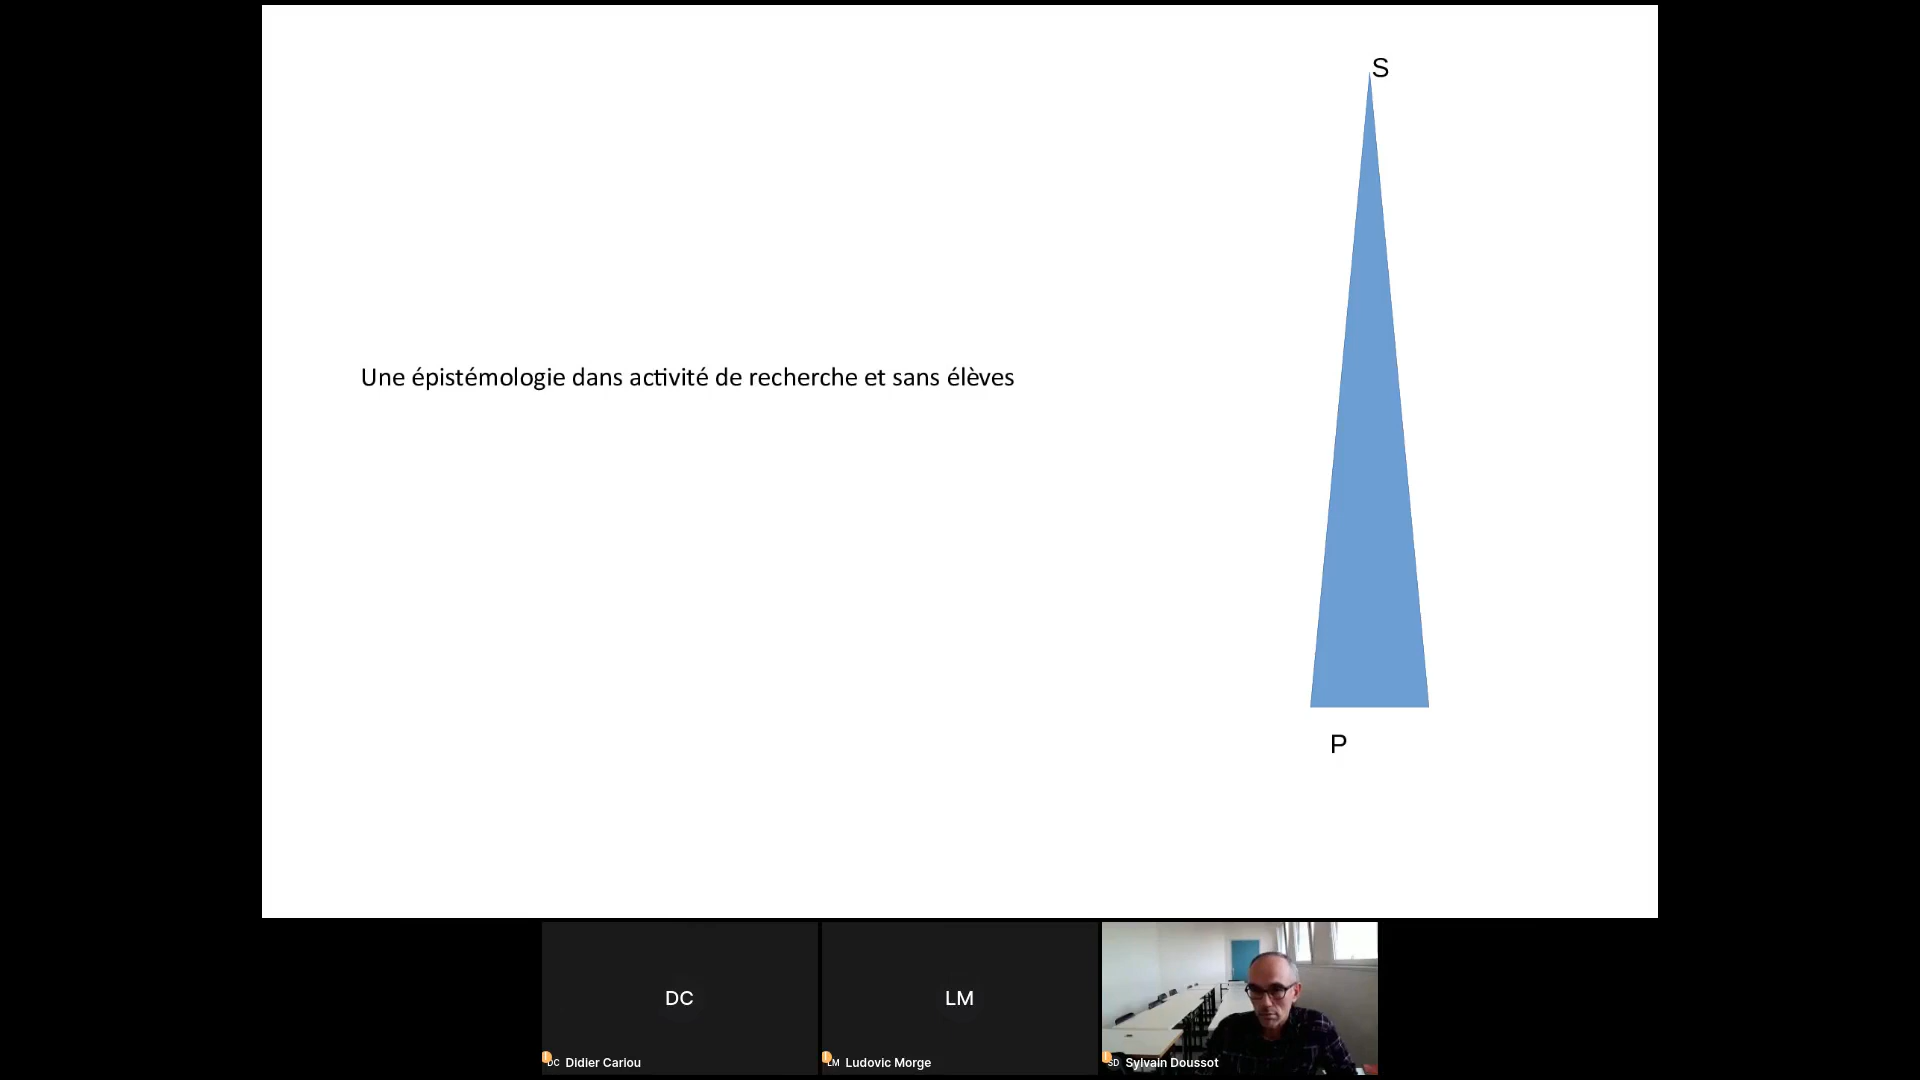 S
Une épistémologie dans activité de recherche et sans élèves
P
DC
LM
DC Didier Cariou
LM Ludovic Morge
SD Sylvain Doussot